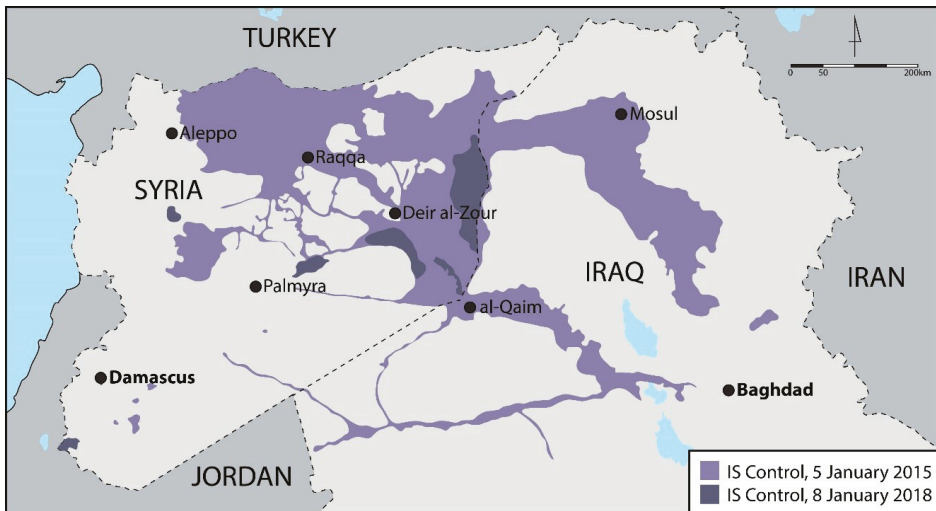 TURKEY
0 50 200km
Aleppo
Mosul
Raqqa
SYRIA
Deir al-Zour
IRAQ
IRAN
Palmyra
al-Qaim
Damascus
Baghdad
JORDAN
IS Control, 5 January 2015
IS Control, 8 January 2018